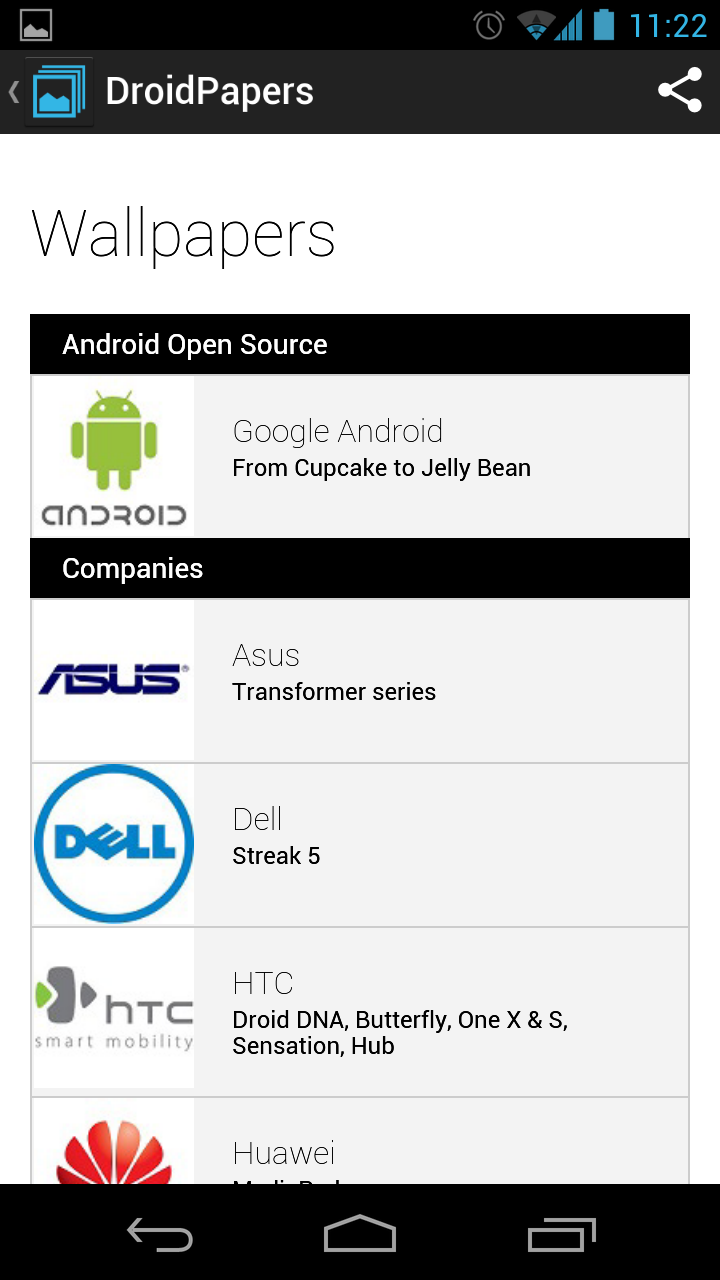 11:22
DroidPapers
Wallpapers
Android Open Source
Google Android
From Cupcake to Jelly Bean
ANDROID
Companies
ASUS®
Asus
Transformer series
DELL
Dell
Streak 5
hTC
smart mobility
HTC
Droid DNA, Butterfly, One X & S,
Sensation, Hub
Huawei